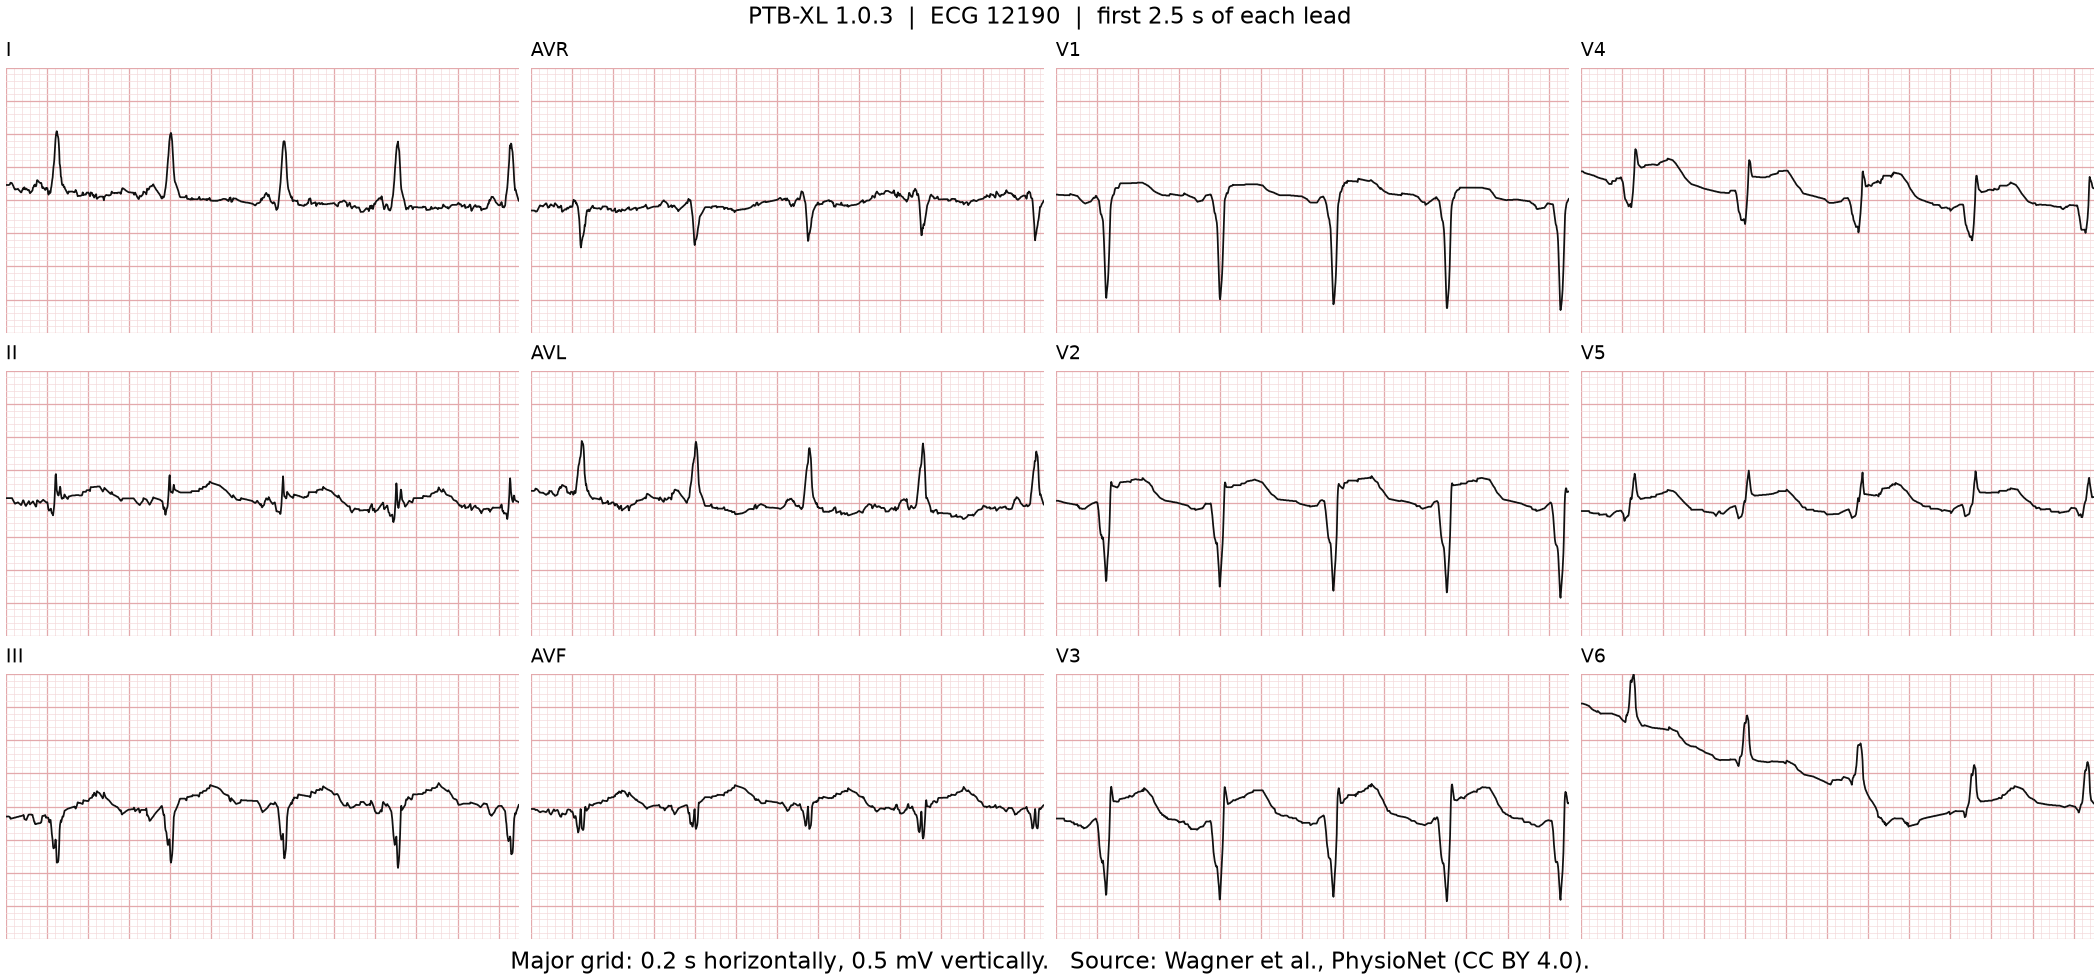 PTB-XL 1.0.3 | ECG 12190 | first 2.5 s of each lead
I
AVR
V1
V4
II
AVL
V2
V5
III
AVF
V3
V6
Major grid: 0.2 s horizontally, 0.5 mV vertically. Source: Wagner et al., PhysioNet (CC BY 4.0).